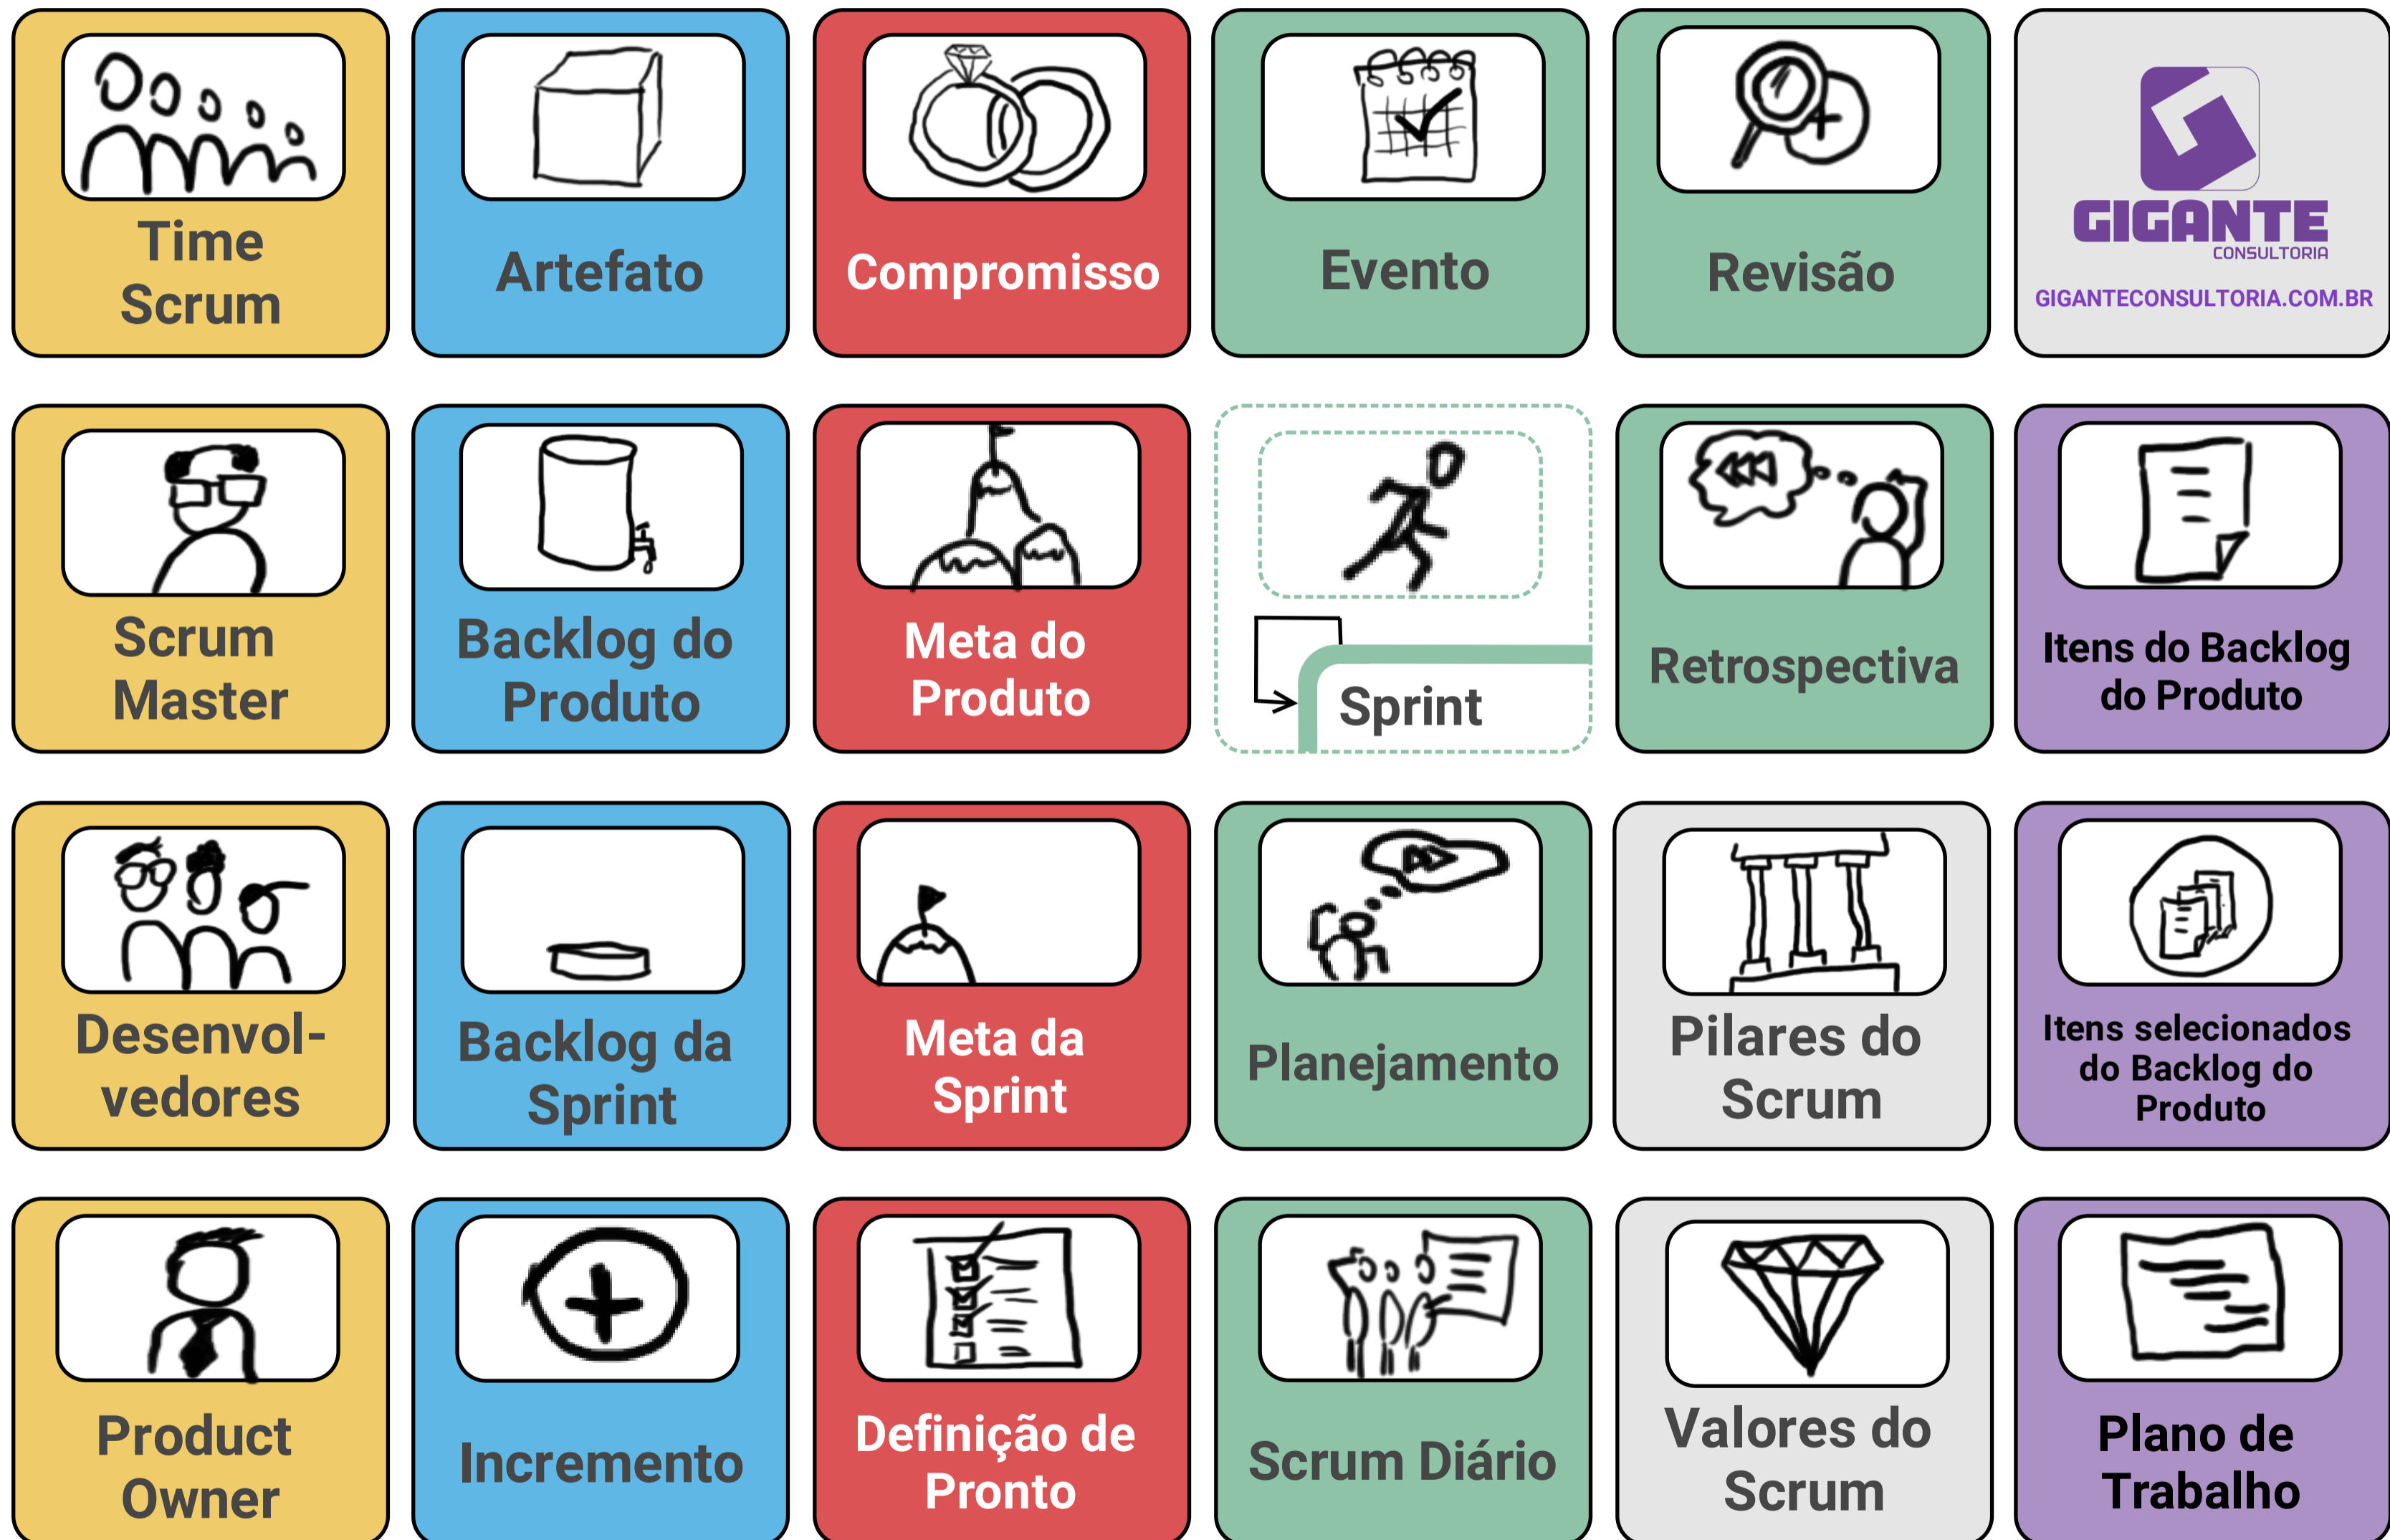 Time
Scrum
Artefato
Compromisso
Evento
Revisão
GIGANTE
CONSULTORIA
GIGANTECONSULTORIA.COM.BR
Scrum
Master
Backlog do
Produto
Meta do
Produto
Sprint
Retrospectiva
Itens do Backlog
do Produto
Desenvol-
vedores
Backlog da
Sprint
Meta da
Sprint
Planejamento
Pilares do
Scrum
Itens selecionados
do Backlog do
Produto
Product
Owner
Incremento
Definição de
Pronto
Scrum Diário
Valores do
Scrum
Plano de
Trabalho